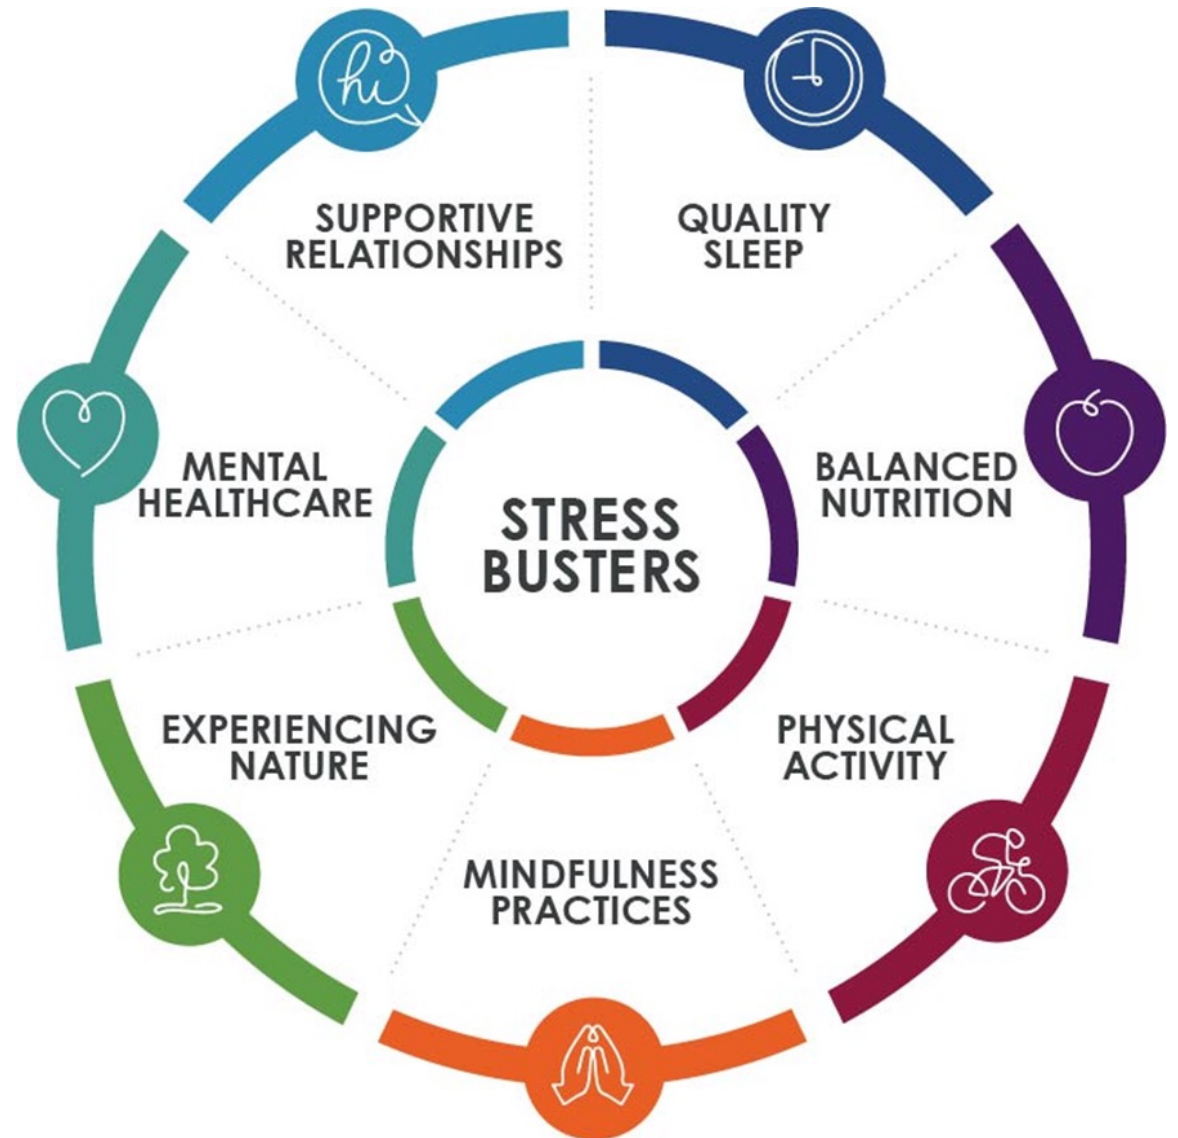 hi
SUPPORTIVE
RELATIONSHIPS
QUALITY
SLEEP
BALANCED
NUTRITION
PHYSICAL
ACTIVITY
MINDFULNESS
PRACTICES
EXPERIENCING
NATURE
MENTAL
HEALTHCARE
STRESS
BUSTERS